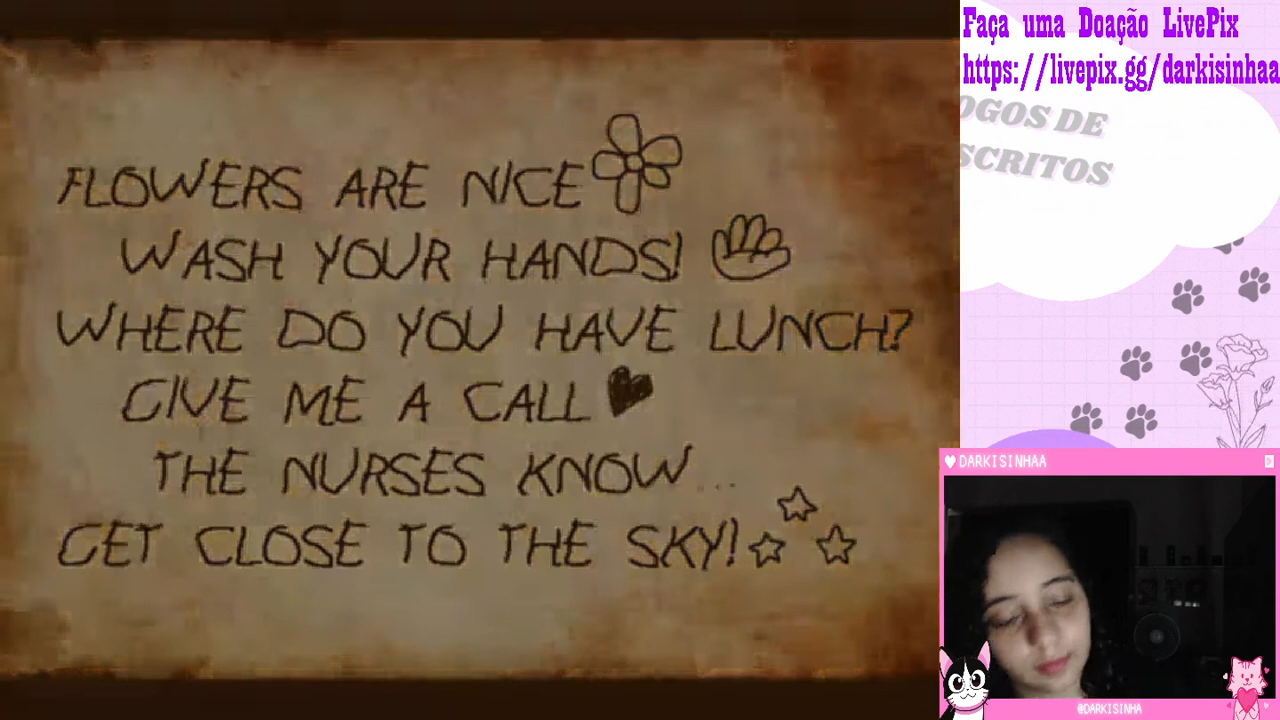 FLOWERS ARE NICE
WASH YOUR HANDS!
WHERE DO YOU HAVE LUNCH?
GIVE ME A CALL
THE NURSES KNOW...
GET CLOSE TO THE SKY!
Faça uma Doação LivePix
https://livepix.gg/darkisinhaa
OGOS DE
SCRITOS
DARKISINHAA
@DARKISINHA